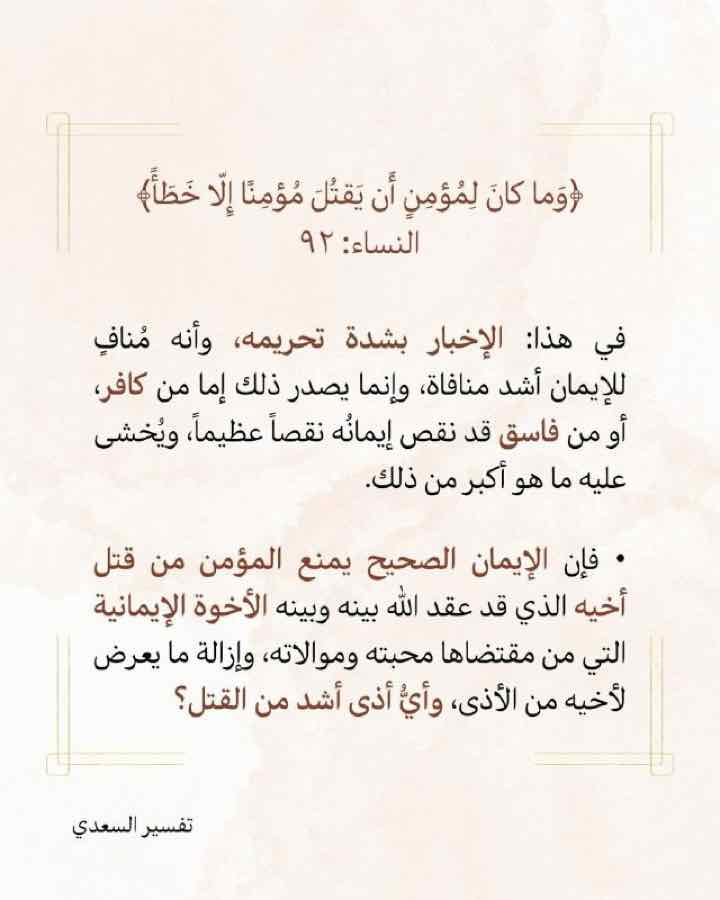 ﴿وَما كانَ لِمُؤمِنٍ أَن يَقتُلَ مُؤمِنًا إِلّا خَطَأً﴾
النساء: ٩٢
في هذا: الإخبار بشدة تحريمه، وأنه مُنافٍ
للإيمان أشد منافاة، وإنما يصدر ذلك إما من كافر،
أو من فاسق قد نقص إيمانُه نقصاً عظيماً، ويُخشى
عليه ما هو أكبر من ذلك.
• فإن الإيمان الصحيح يمنع المؤمن من قتل
أخيه الذي قد عقد الله بينه وبينه الأخوة الإيمانية
التي من مقتضاها محبته وموالاته، وإزالة ما يعرض
لأخيه من الأذى، وأيُّ أذى أشد من القتل؟
تفسير السعدي